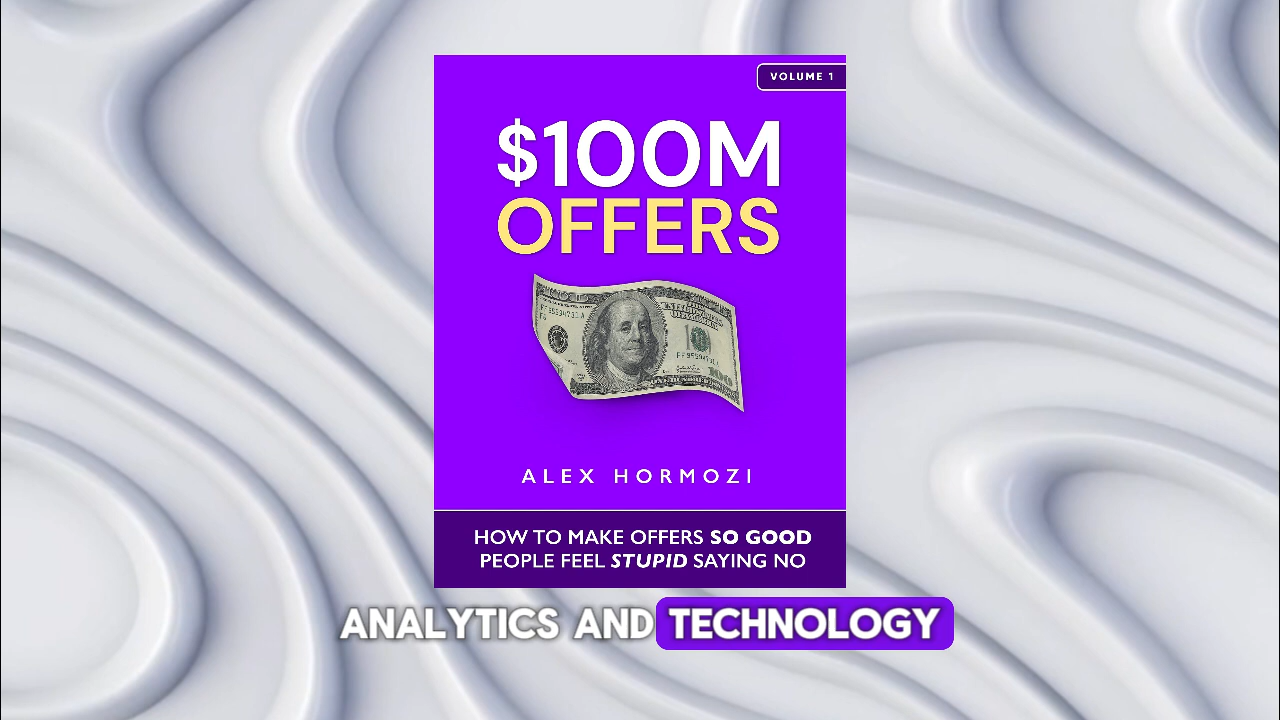 VOLUME 1
$100M
OFFERS
ALEX HORMOZI
HOW TO MAKE OFFERS SO GOOD
PEOPLE FEEL STUPID SAYING NO
ANALYTICS AND TECHNOLOGY